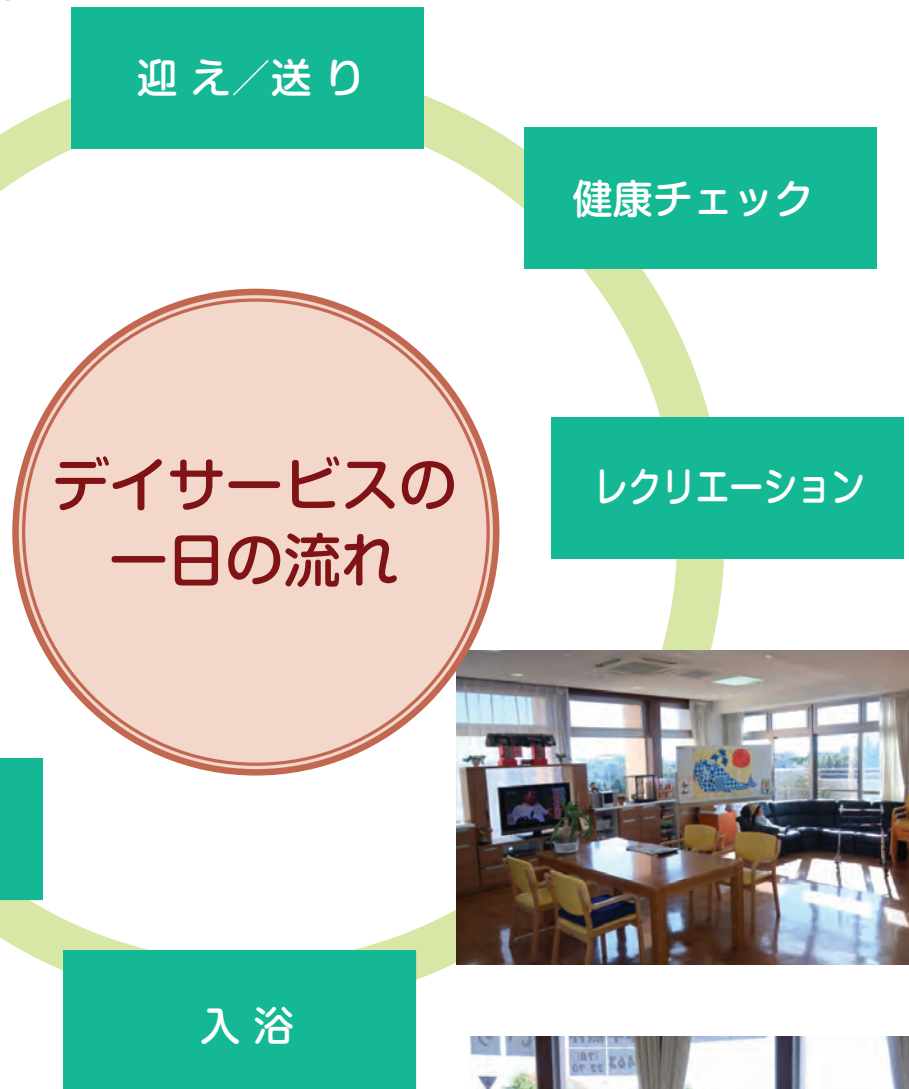 迎え／送り
健康チェック
レクリエーション
デイサービスの
一日の流れ
入浴